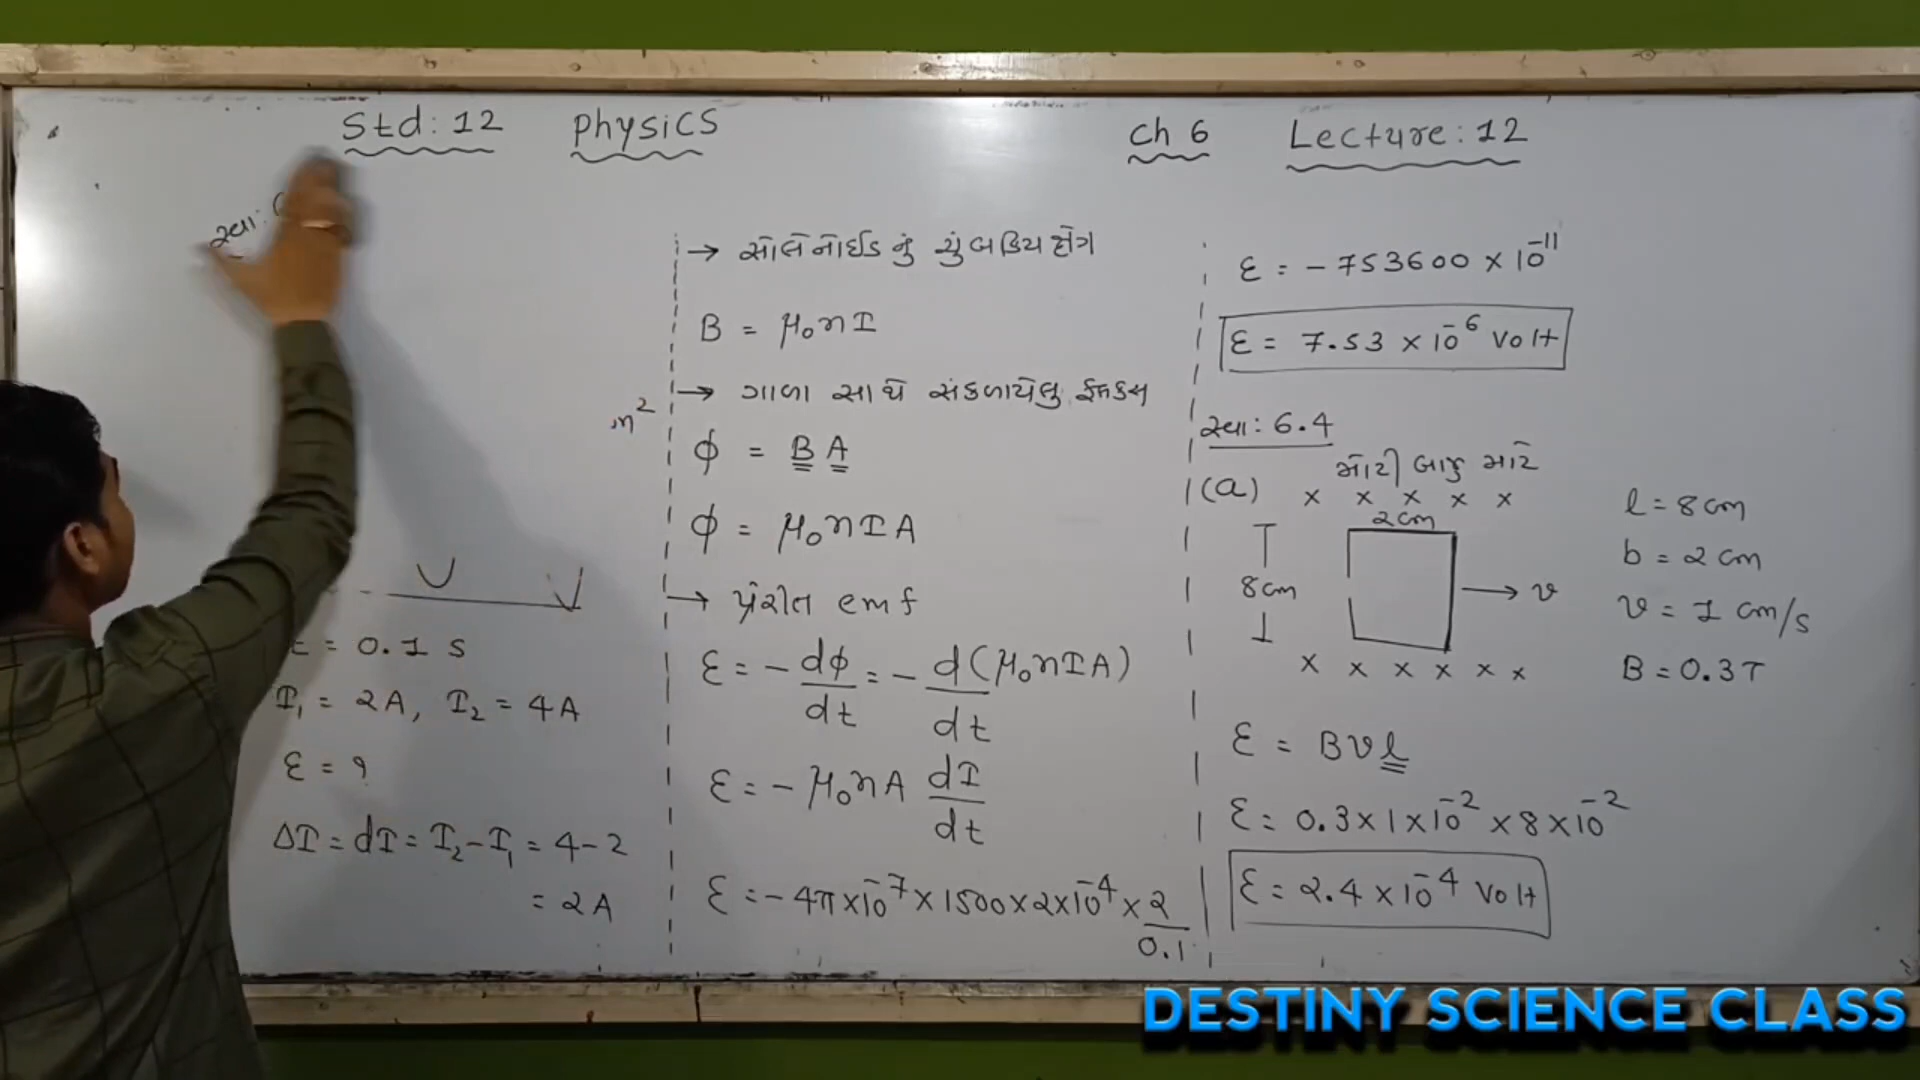 Std: 12 Physics Ch 6 Lecture: 12
સ્વા:
t = 0.1 s
I₁ = 2A, I₂ = 4A
ε = ?
ΔI = dI = I₂ - I₁ = 4 - 2
= 2A
m²
→ સોલેનોઈડ નું ચુંબકિય ક્ષેત્ર
B = μ₀nI
→ ગાળા સાથે સંકળાયેલુ ફ્લક્સ
ϕ = B A
ϕ = μ₀nIA
→ પ્રેરીત emf
ε = - dϕ/dt = - d(μ₀nIA)/dt
ε = - μ₀nA dI/dt
ε = - 4π×10⁻⁷ × 1500 × 2×10⁻⁴ × 2/0.1
ε = - 753600 × 10⁻¹¹
ε = 7.53 × 10⁻⁶ Volt
સ્વા: 6.4
(a) મોટી બાજુ માટે
× × × × ×
2cm
8cm
→ v
× × × × × ×
l = 8cm
b = 2 cm
v = 1 cm/s
B = 0.3T
ε = Bvl
ε = 0.3 × 1 × 10⁻² × 8 × 10⁻²
ε = 2.4 × 10⁻⁴ Volt
DESTINY SCIENCE CLASS